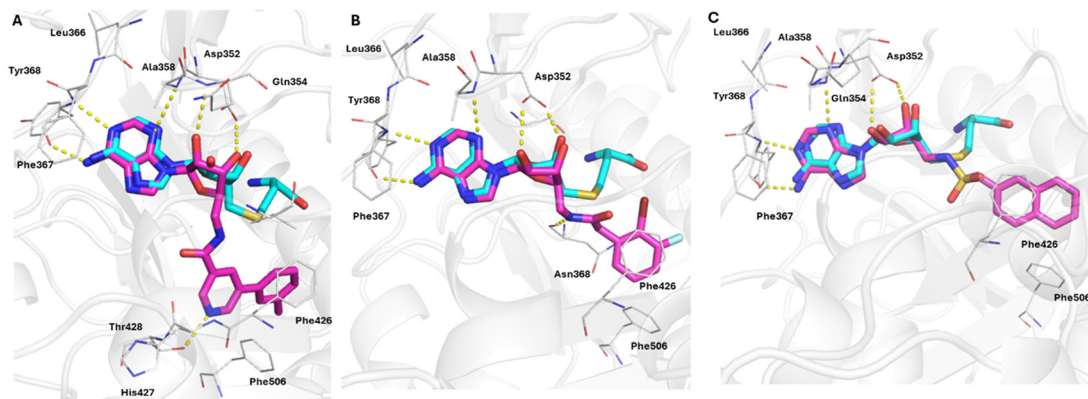 A
Leu366
Asp352
Ala358
Gln354
Tyr368
Phe367
Thr428
Phe426
His427
Phe506
B
Leu366
Ala358
Asp352
Tyr368
Phe367
Asn368
Phe426
Phe506
C
Leu366
Ala358
Asp352
Tyr368
Gln354
Phe367
Phe426
Phe506